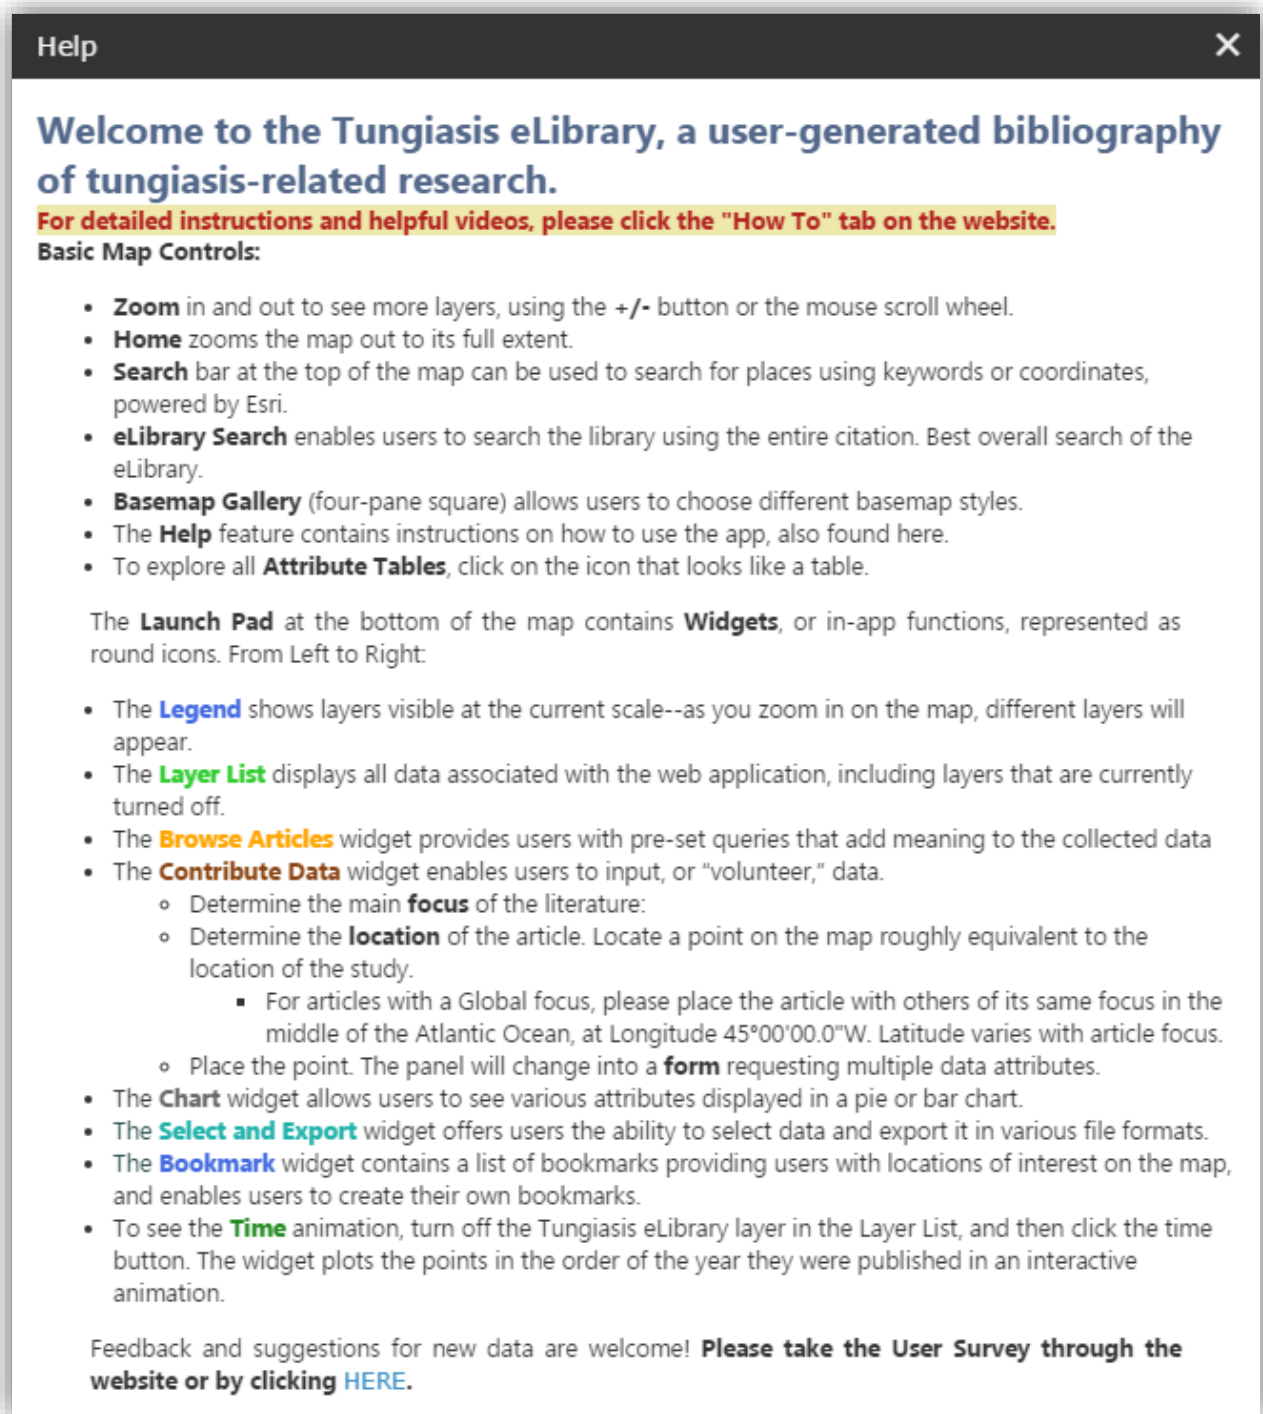 Help
Welcome to the Tungiasis eLibrary, a user-generated bibliography
of tungiasis-related research.
For detailed instructions and helpful videos, please click the "How To" tab on the website.
Basic Map Controls:
• Zoom in and out to see more layers, using the +/- button or the mouse scroll wheel.
• Home zooms the map out to its full extent.
• Search bar at the top of the map can be used to search for places using keywords or coordinates,
powered by Esri.
• eLibrary Search enables users to search the library using the entire citation. Best overall search of the
eLibrary.
• Basemap Gallery (four-pane square) allows users to choose different basemap styles.
• The Help feature contains instructions on how to use the app, also found here.
• To explore all Attribute Tables, click on the icon that looks like a table.
The Launch Pad at the bottom of the map contains Widgets, or in-app functions, represented as
round icons. From Left to Right:
• The Legend shows layers visible at the current scale--as you zoom in on the map, different layers will
appear.
• The Layer List displays all data associated with the web application, including layers that are currently
turned off.
• The Browse Articles widget provides users with pre-set queries that add meaning to the collected data
• The Contribute Data widget enables users to input, or "volunteer," data.
◦ Determine the main focus of the literature:
◦ Determine the location of the article. Locate a point on the map roughly equivalent to the
location of the study.
▪ For articles with a Global focus, please place the article with others of its same focus in the
middle of the Atlantic Ocean, at Longitude 45°00'00.0"W. Latitude varies with article focus.
◦ Place the point. The panel will change into a form requesting multiple data attributes.
• The Chart widget allows users to see various attributes displayed in a pie or bar chart.
• The Select and Export widget offers users the ability to select data and export it in various file formats.
• The Bookmark widget contains a list of bookmarks providing users with locations of interest on the map,
and enables users to create their own bookmarks.
• To see the Time animation, turn off the Tungiasis eLibrary layer in the Layer List, and then click the time
button. The widget plots the points in the order of the year they were published in an interactive
animation.
Feedback and suggestions for new data are welcome! Please take the User Survey through the
website or by clicking HERE.